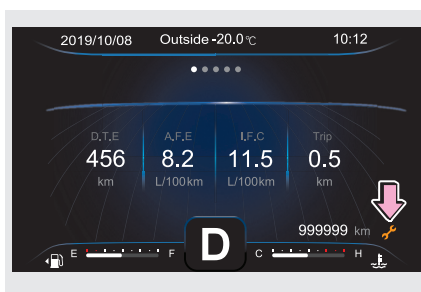 2019/10/08 Outside -20.0 ℃ 10:12
D.T.E A.F.E I.F.C Trip
456 8.2 11.5 0.5
km L/100km L/100km km
999999 km
E F D C H